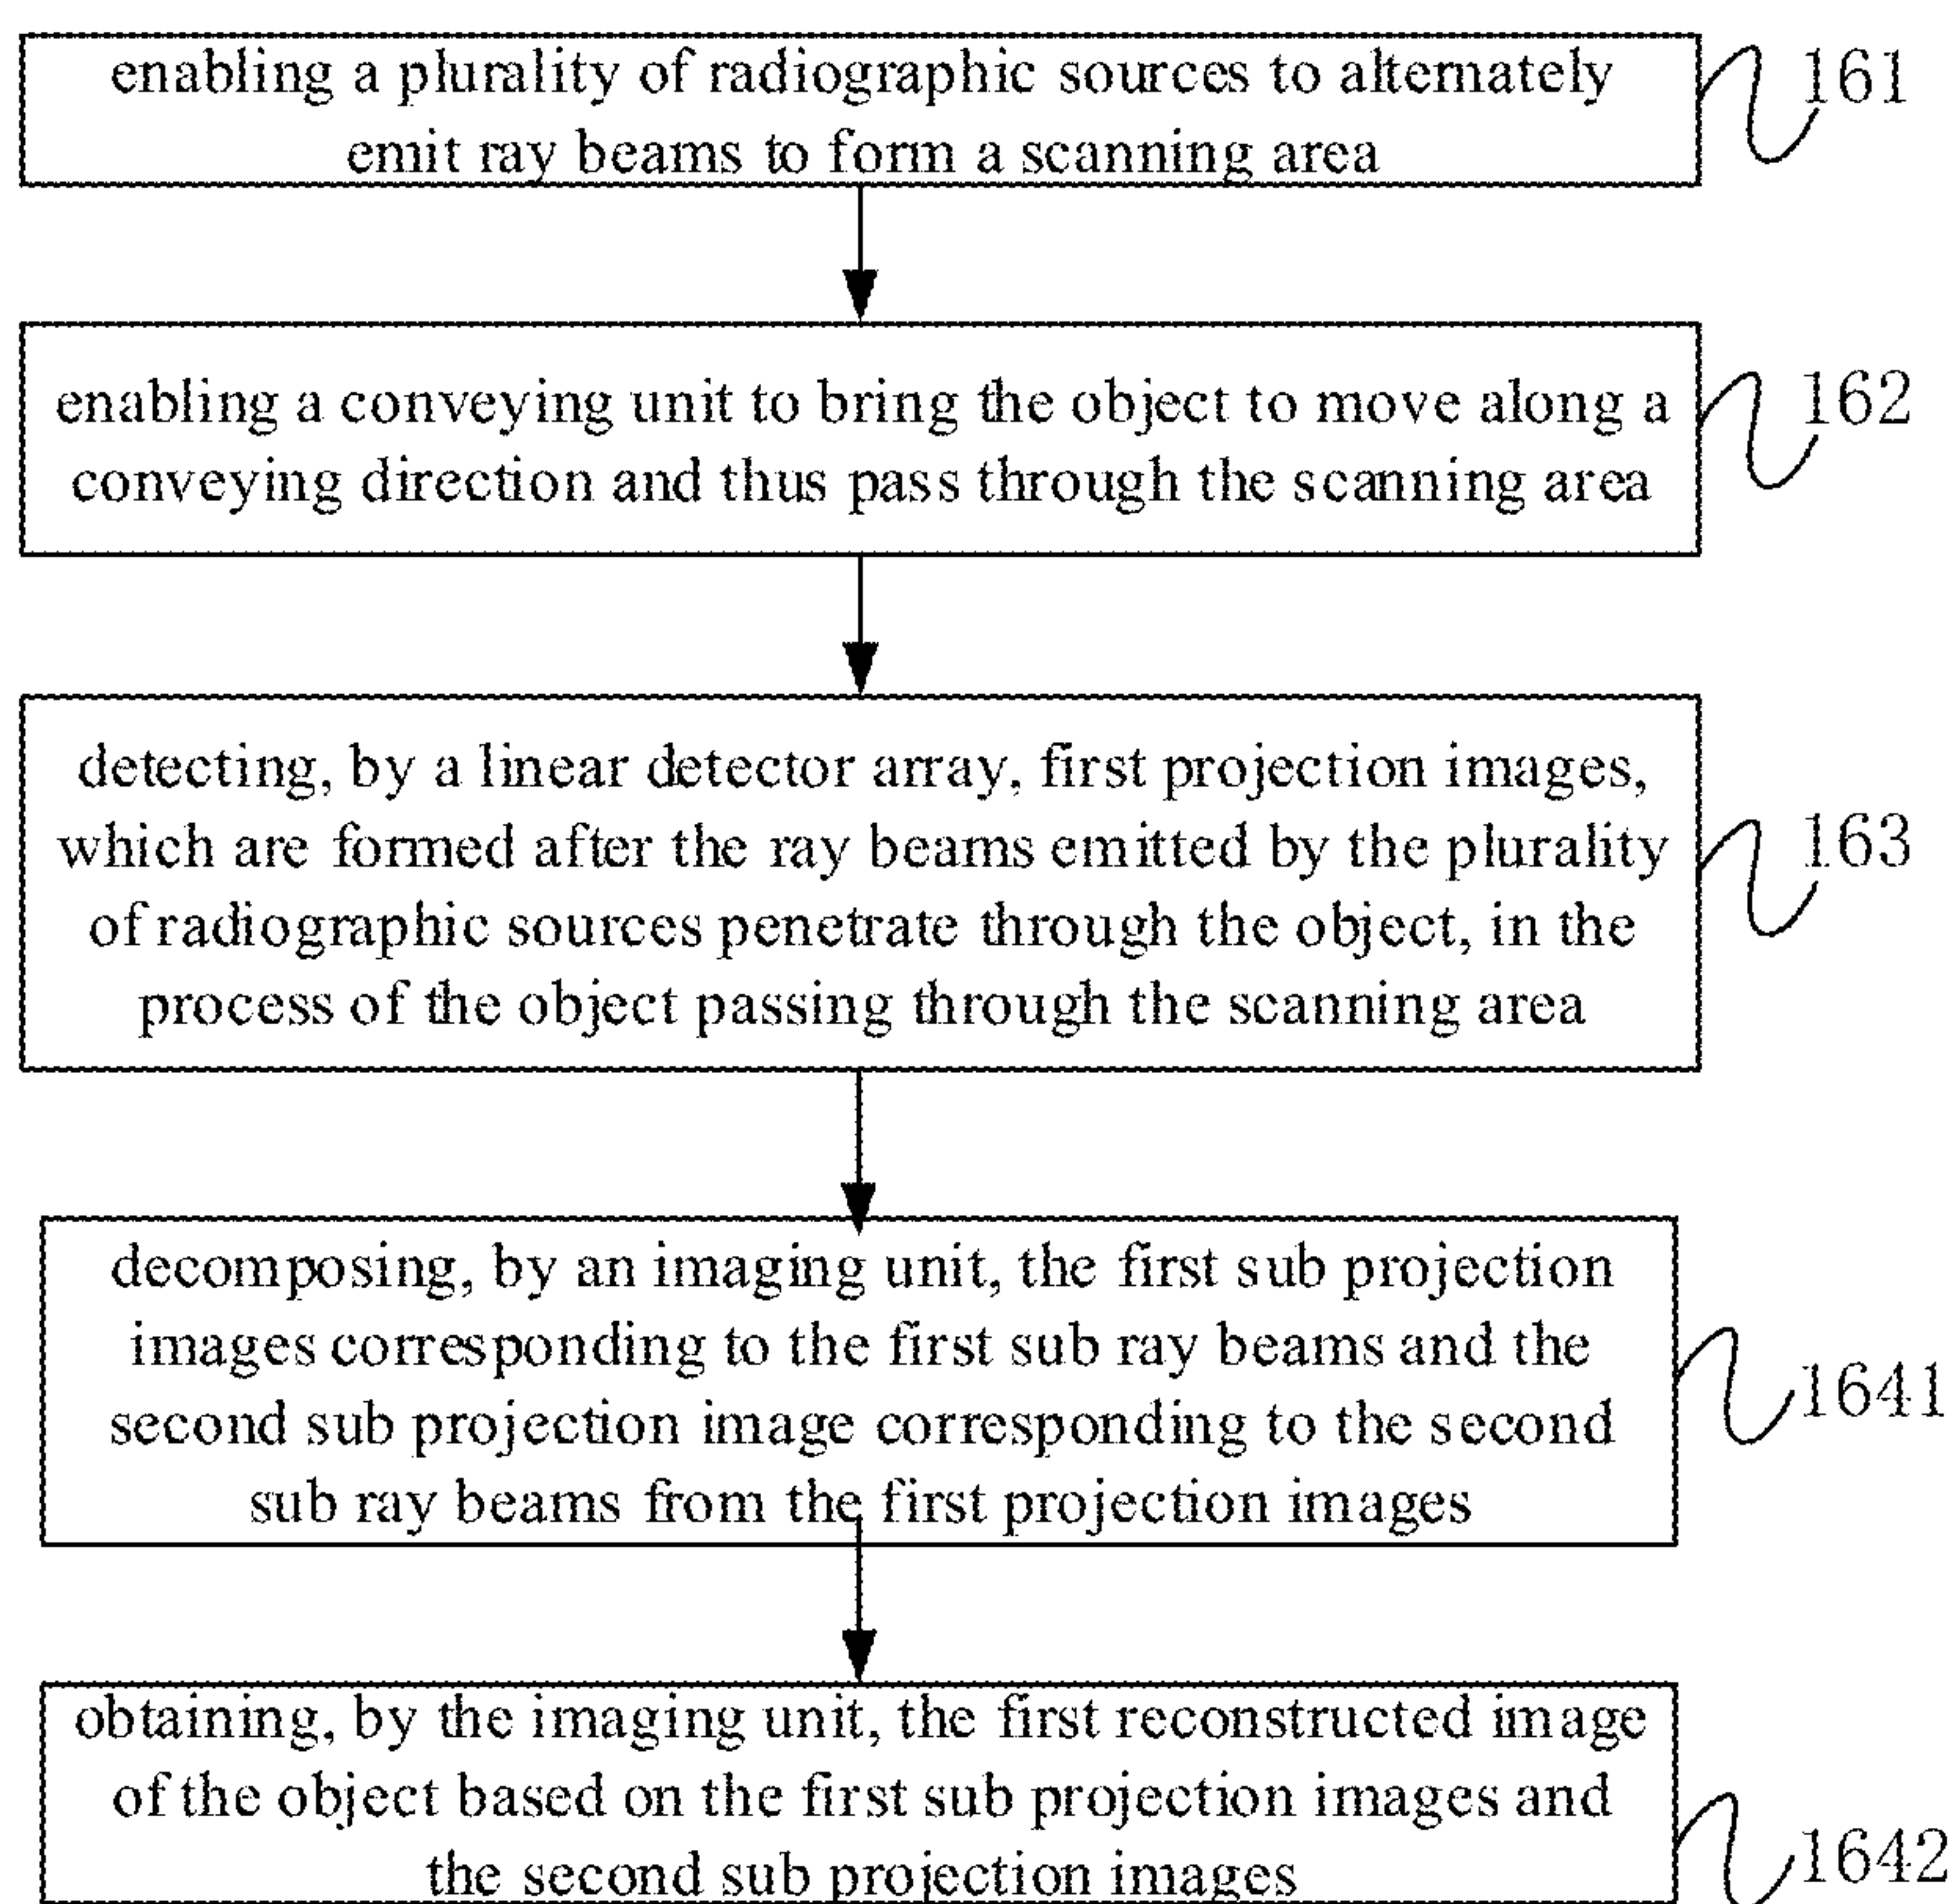 enabling a plurality of radiographic sources to alternately
emit ray beams to form a scanning area
161
enabling a conveying unit to bring the object to move along a
conveying direction and thus pass through the scanning area
162
detecting, by a linear detector array, first projection images,
which are formed after the ray beams emitted by the plurality
of radiographic sources penetrate through the object, in the
process of the object passing through the scanning area
163
decomposing, by an imaging unit, the first sub projection
images corresponding to the first sub ray beams and the
second sub projection image corresponding to the second
sub ray beams from the first projection images
1641
obtaining, by the imaging unit, the first reconstructed image
of the object based on the first sub projection images and
the second sub projection images
1642